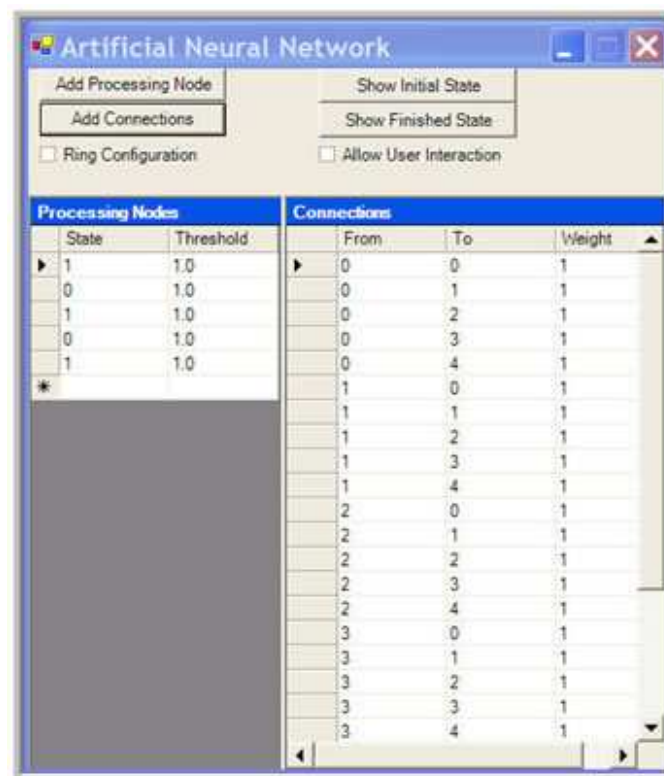 Artificial Neural Network
Add Processing Node Show Initial State
Add Connections Show Finished State
Ring Configuration Allow User Interaction
Processing Nodes Connections
State Threshold From To Weight
1 1.0 0 0 1
0 1.0 0 1 1
1 1.0 0 2 1
0 1.0 0 3 1
1 1.0 0 4 1
* 1 0 1
1 1 1
1 2 1
1 3 1
1 4 1
2 0 1
2 1 1
2 2 1
2 3 1
2 4 1
3 0 1
3 1 1
3 2 1
3 3 1
3 4 1